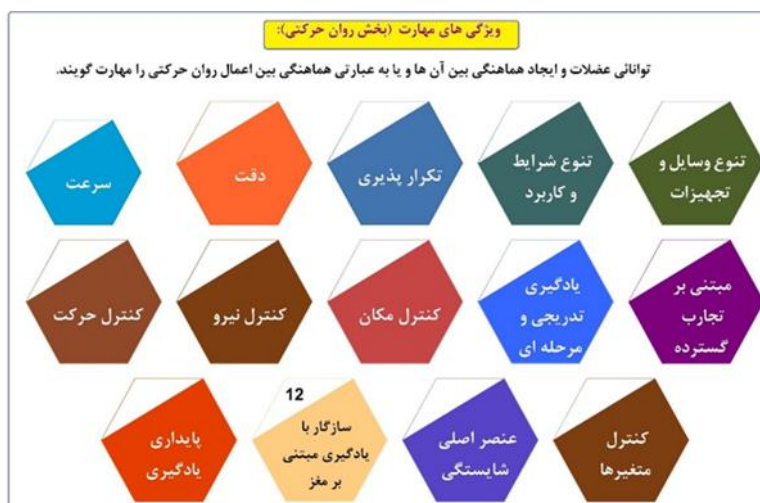 ویژگی های مهارت (بخش روان حرکتی):
توانائی عضلات و ایجاد هماهنگی بین آن ها و یا به عبارتی هماهنگی بین اعمال روان حرکتی را مهارت گویند.
تنوع وسایل و
تجهیزات
تنوع شرایط
و کاربرد
تکرار پذیری
دقت
سرعت
مبتنی بر
تجارب
گسترده
یادگیری
تدریجی و
مرحله ای
کنترل مکان
کنترل نیرو
کنترل حرکت
کنترل
متغیرها
عنصر اصلی
شایستگی
12
سازگار با
یادگیری مبتنی
بر مغز
پایداری
یادگیری